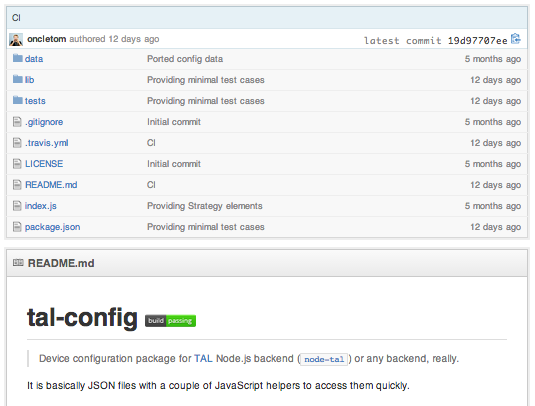 CI
oncletom authored 12 days ago latest commit 19d97707ee
data Ported config data 5 months ago
lib Providing minimal test cases 12 days ago
tests Providing minimal test cases 12 days ago
.gitignore Initial commit 5 months ago
.travis.yml CI 12 days ago
LICENSE Initial commit 5 months ago
README.md CI 12 days ago
index.js Providing Strategy elements 5 months ago
package.json Providing minimal test cases 12 days ago
README.md
tal-config build passing
Device configuration package for TAL Node.js backend (node-tal) or any backend, really.
It is basically JSON files with a couple of JavaScript helpers to access them quickly.